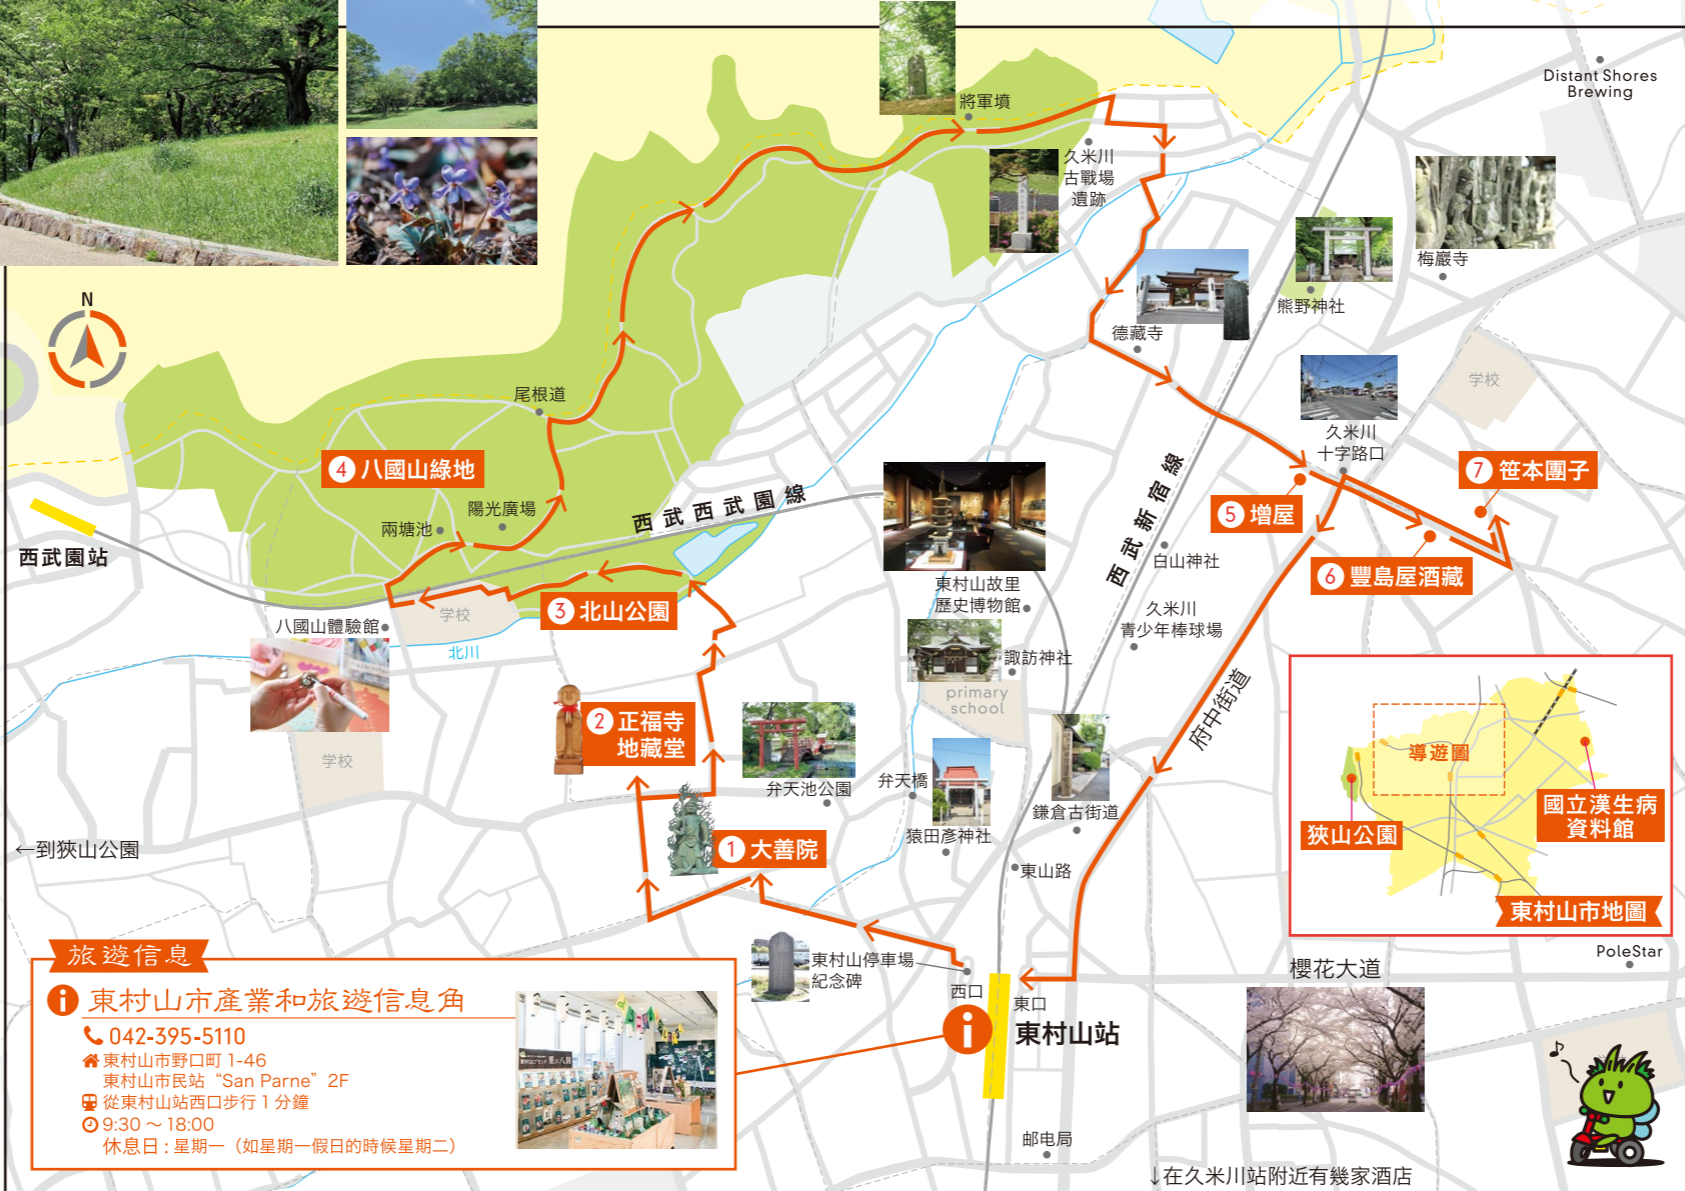 Distant Shores
Brewing
將軍墳
久米川
古戰場
遺跡
梅巖寺
熊野神社
德藏寺
N
学校
尾根道
久米川
十字路口
4 八國山綠地
7 笹本團子
陽光廣場
兩塘池
西武西武園線
西武新宿線
5 增屋
西武園站
白山神社
6 豐島屋酒藏
東村山故里
歷史博物館
3 北山公園
学校
久米川
青少年棒球場
八國山體驗館
北川
諏訪神社
primary
school
府中街道
2 正福寺
地藏堂
学校
弁天池公園
弁天橋
鎌倉古街道
猿田彥神社
導遊圖
國立漢生病
資料館
狹山公園
←到狹山公園
1 大善院
東山路
東村山市地圖
旅遊信息
東村山停車場
紀念碑
PoleStar
櫻花大道
西口
東口
東村山站
i 東村山市產業和旅遊信息角
i
042-395-5110
東村山市野口町 1-46
東村山市民站“San Parne”2F
從東村山站西口步行 1 分鐘
9:30 ～ 18:00
休息日 : 星期一（如星期一假日的時候星期二）
邮电局
↓在久米川站附近有幾家酒店